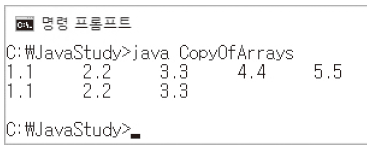 명령 프롬프트
C:₩JavaStudy>java CopyOfArrays
1.1 2.2 3.3 4.4 5.5
1.1 2.2 3.3
C:₩JavaStudy>_